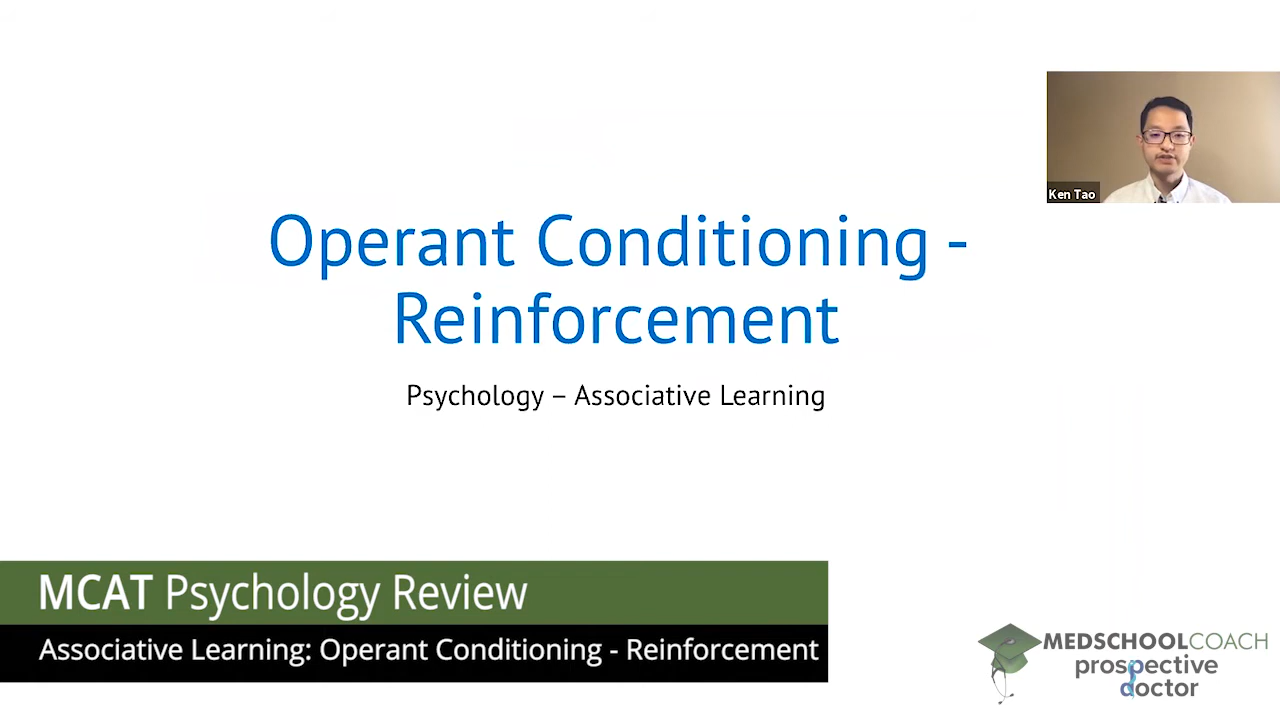 Operant Conditioning -
Reinforcement
Psychology – Associative Learning
Ken Tao
MCAT Psychology Review
Associative Learning: Operant Conditioning - Reinforcement
MEDSCHOOLCOACH
prospective
doctor